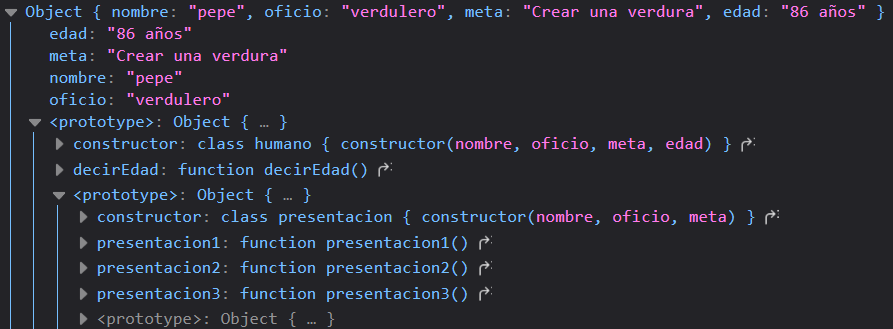 Object { nombre: "pepe", oficio: "verdulero", meta: "Crear una verdura", edad: "86 años" }
edad: "86 años"
meta: "Crear una verdura"
nombre: "pepe"
oficio: "verdulero"
<prototype>: Object { … }
constructor: class humano { constructor(nombre, oficio, meta, edad) }
decirEdad: function decirEdad()
<prototype>: Object { … }
constructor: class presentacion { constructor(nombre, oficio, meta) }
presentacion1: function presentacion1()
presentacion2: function presentacion2()
presentacion3: function presentacion3()
<prototype>: Object { … }